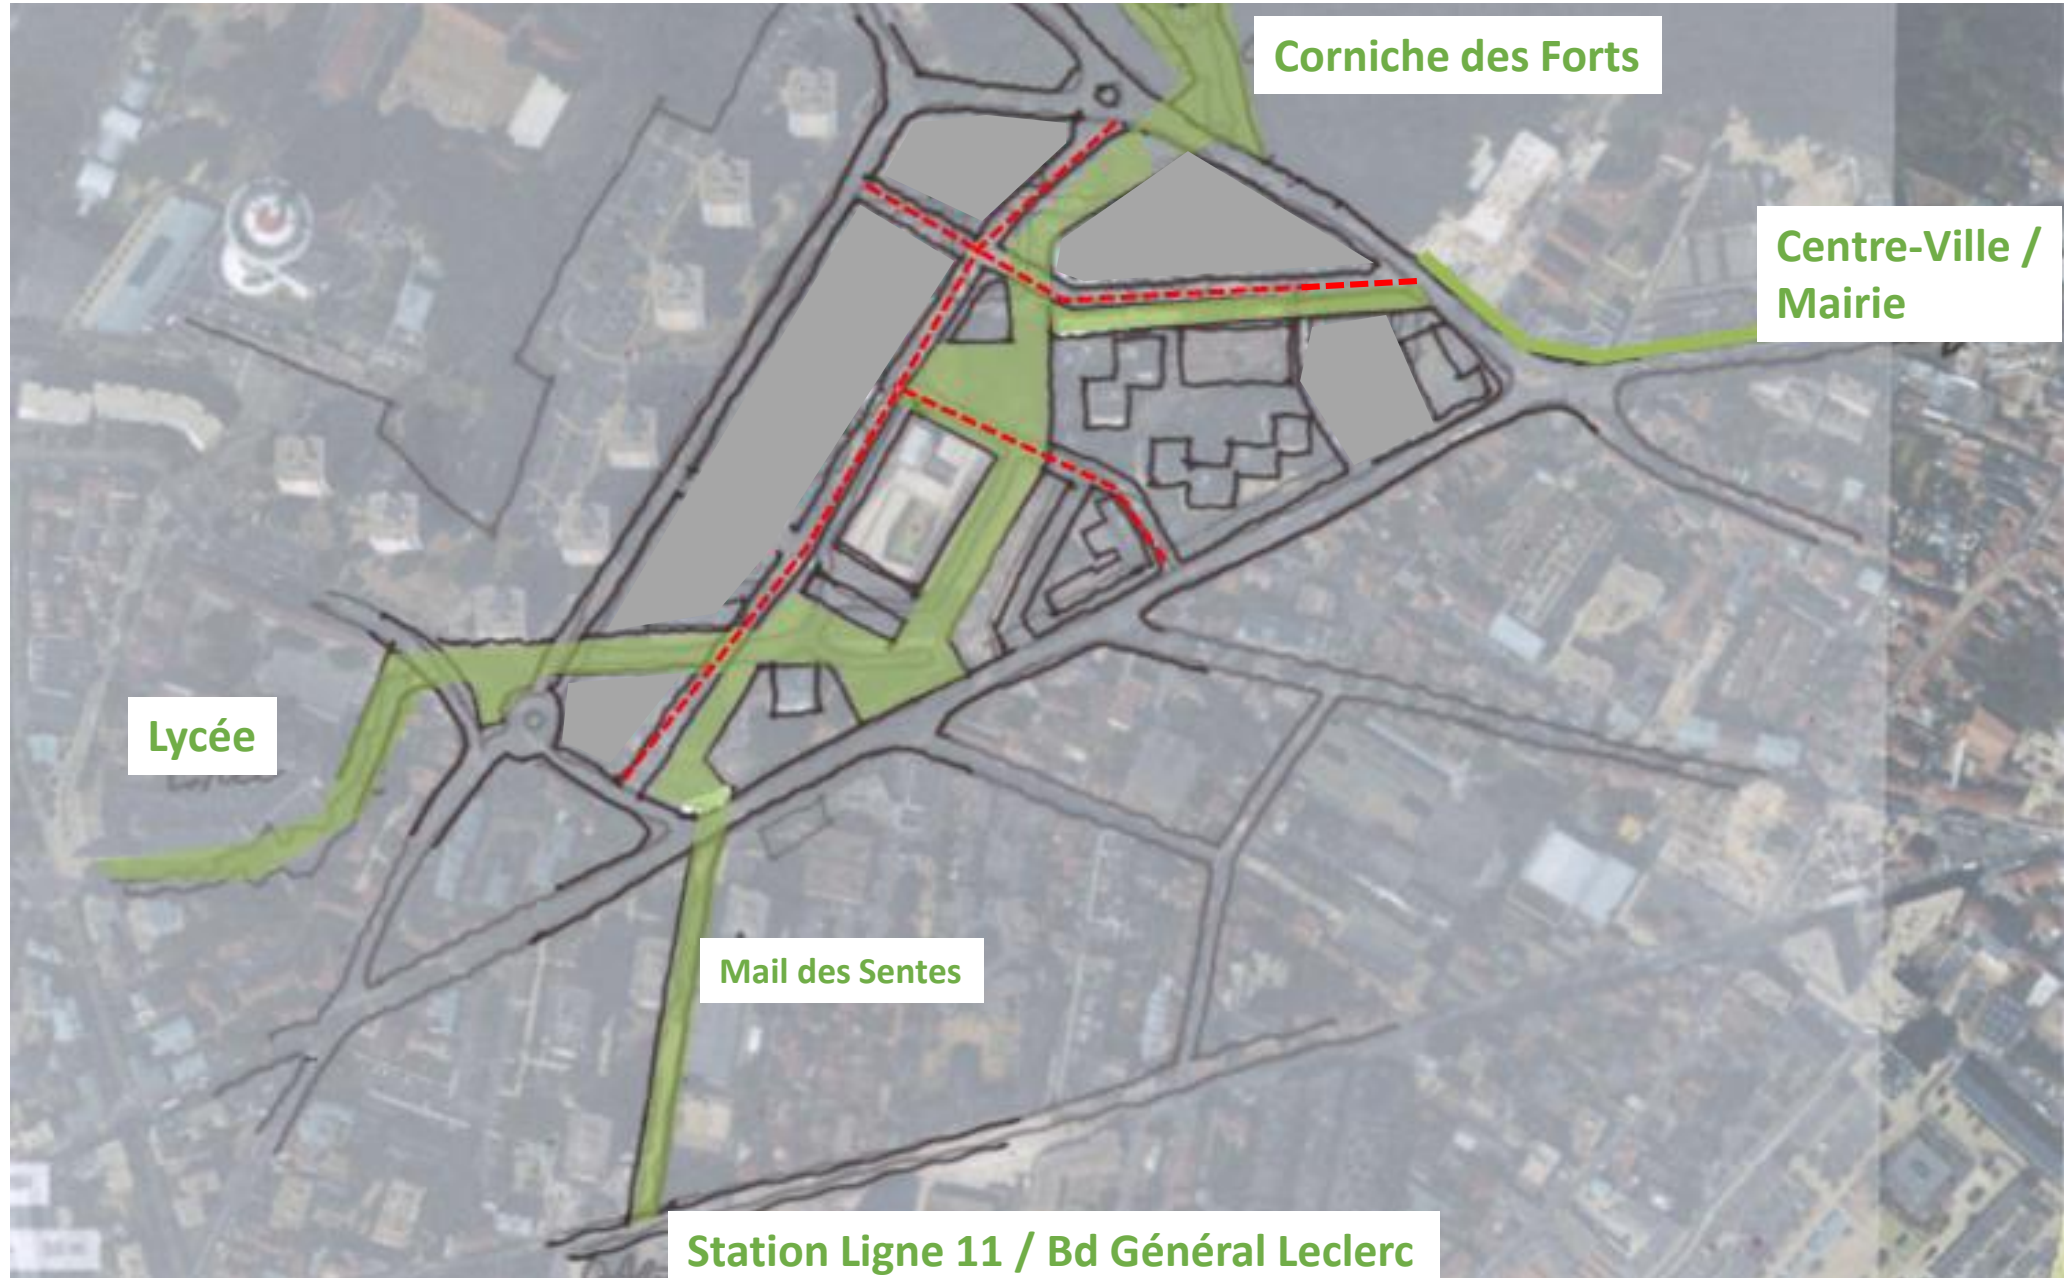 Corniche des Forts
Centre-Ville /
Mairie
Lycée
Mail des Sentes
Station Ligne 11 / Bd Général Leclerc